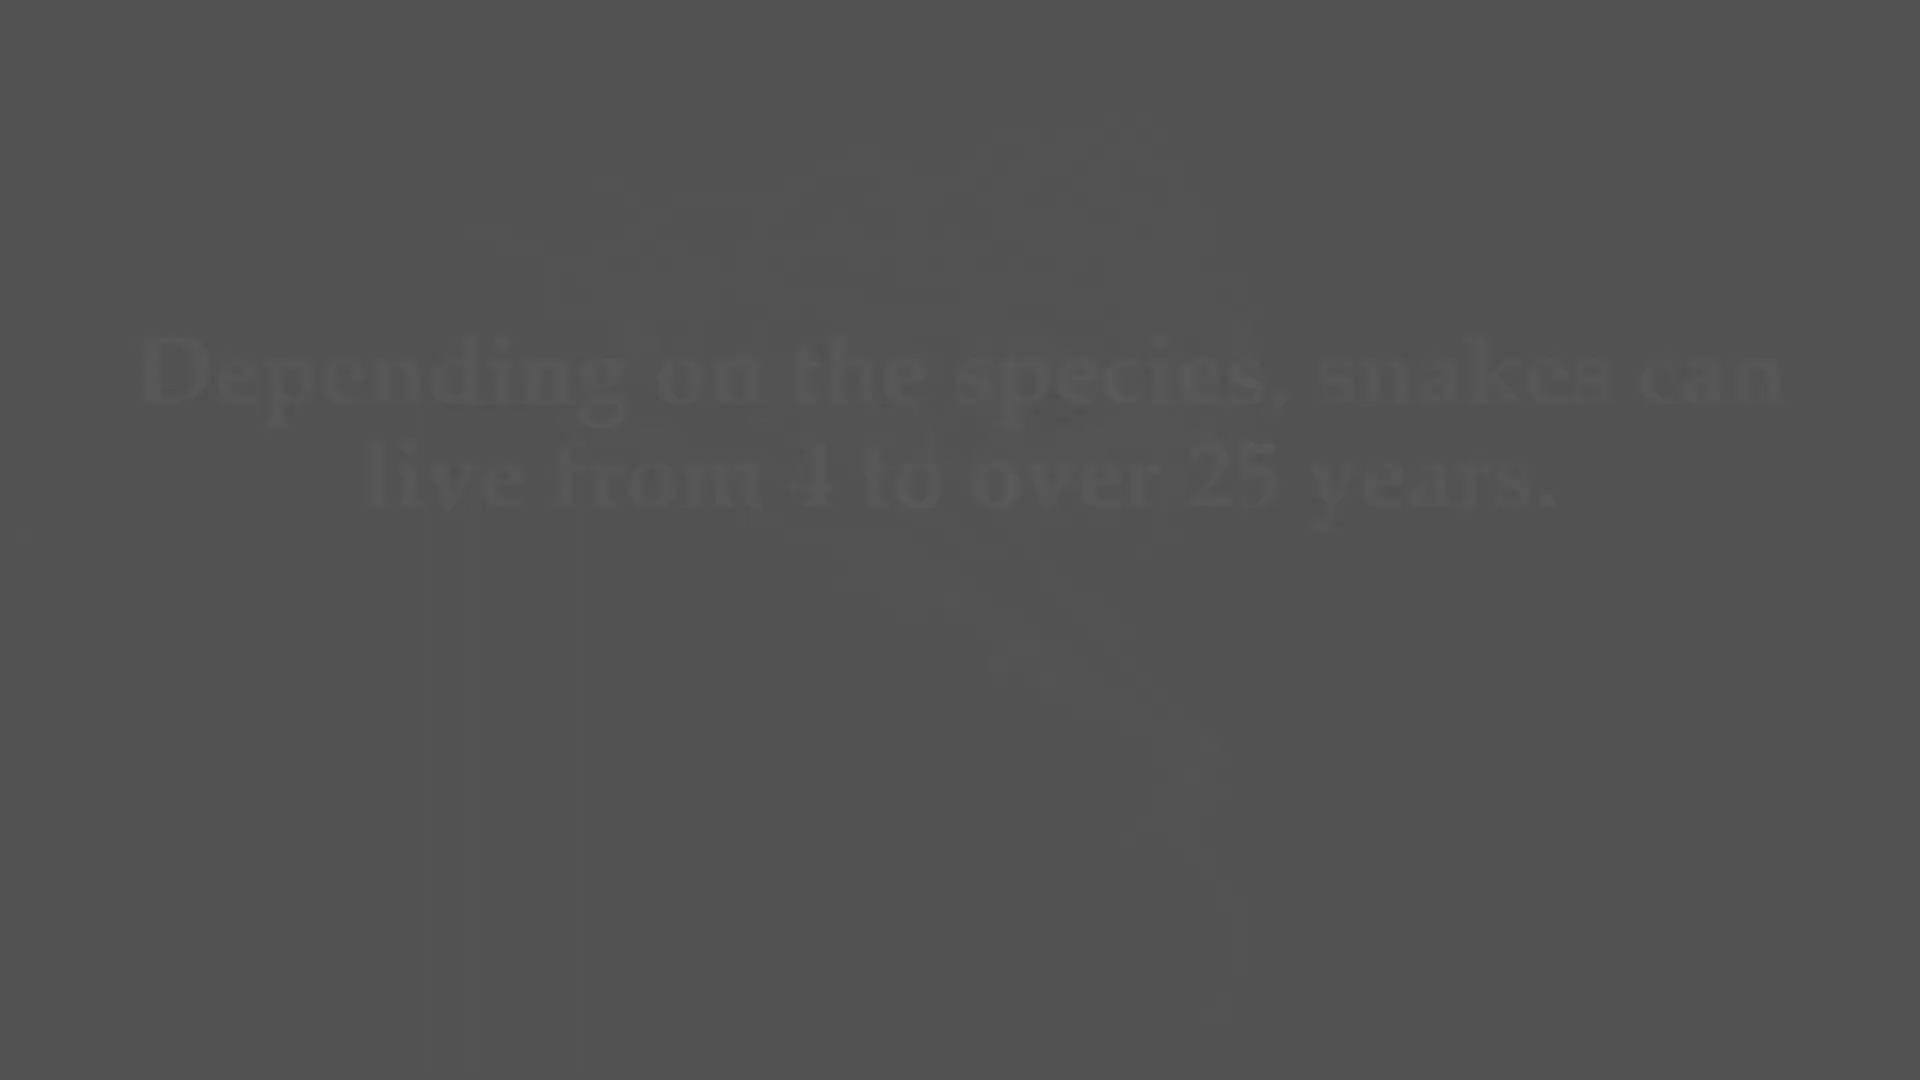 Depending on the species, snakes can
live from 4 to over 25 years.